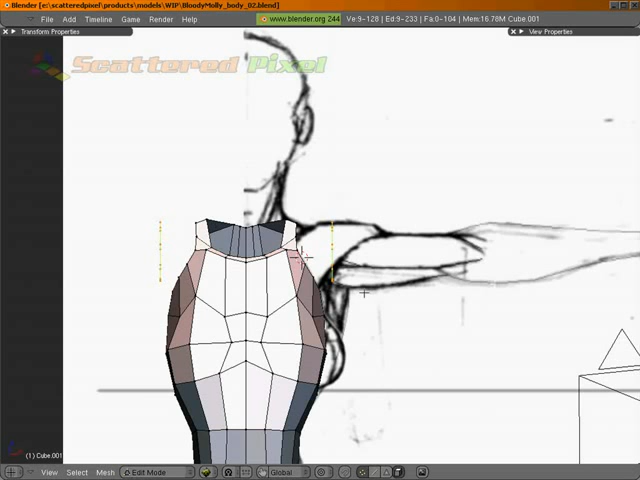 Blender [e:\scatteredpixel\products\models\WIP\BloodyMolly_body_02.blend]
File Add Timeline Game Render Help www.blender.org 244 Ve:9-128 | Ed:9-233 | Fa:0-104 | Mem:16.78M Cube.001
Transform Properties View Properties
Scattered Pixel
(1) Cube.001
View Select Mesh Edit Mode Global